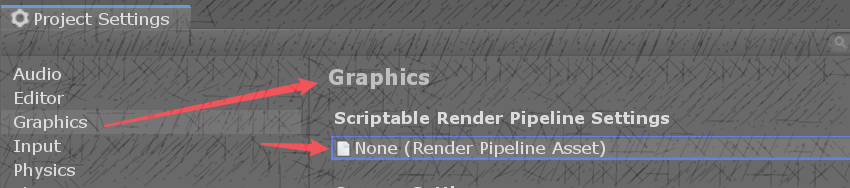 Project Settings
Audio
Editor
Graphics
Input
Physics
Graphics
Scriptable Render Pipeline Settings
None (Render Pipeline Asset)